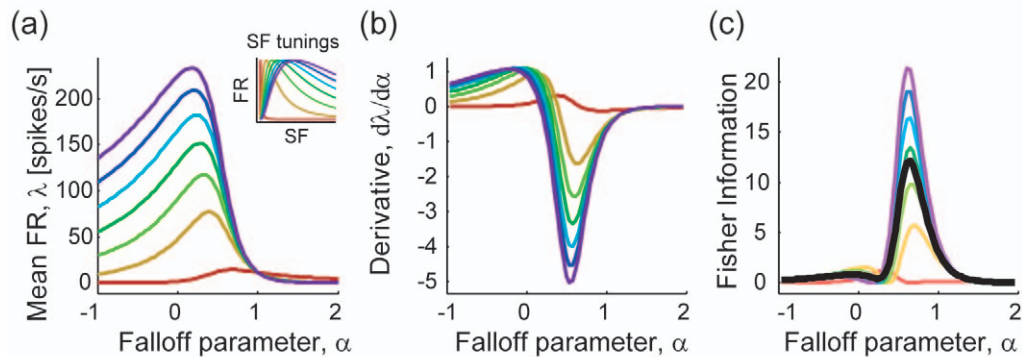 (a)
SF tunings
FR
SF
200
150
100
50
0
-1
0
1
2
Mean FR, λ [spikes/s]
Falloff parameter, α
(b)
1
0
-1
-2
-3
-4
-5
-1
0
1
2
Derivative, dλ/dα
Falloff parameter, α
(c)
20
15
10
5
0
-1
0
1
2
Fisher Information
Falloff parameter, α